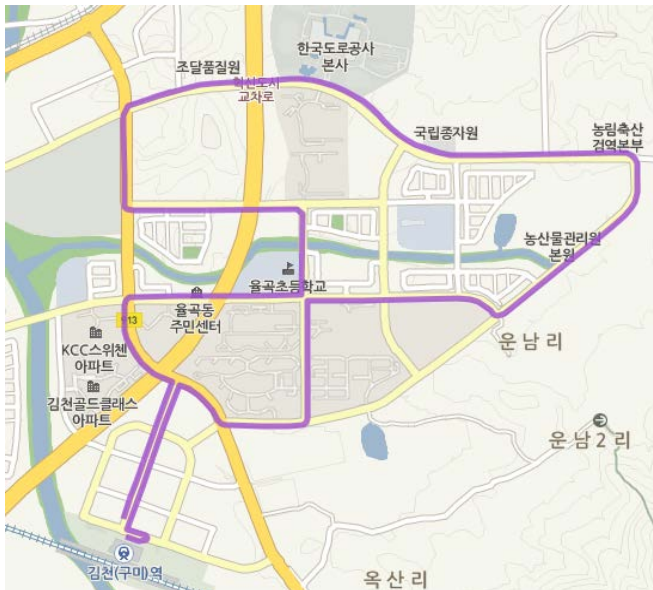 한국도로공사
본사
조달품질원
혁신도시
교차로
국립종자원
농림축산
검역본부
농산물관리원
본원
율곡초등학교
율곡동
주민센터
913
KCC스위첸
아파트
운남리
김천골드클래스
아파트
운남2리
김천(구미)역
옥산리